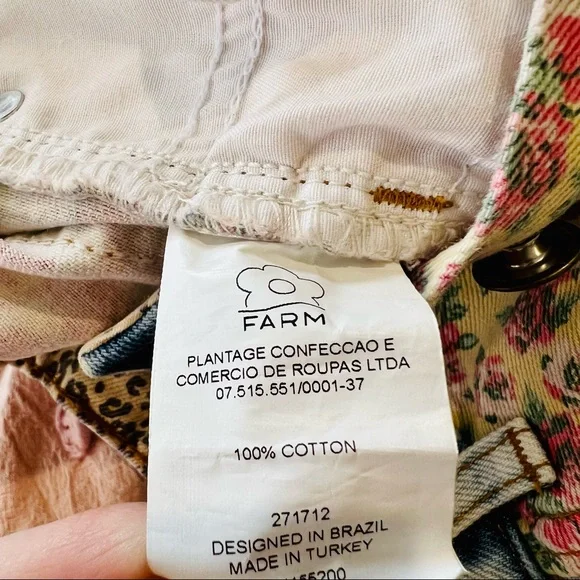 FARM
PLANTAGE CONFECCAO E
COMERCIO DE ROUPAS LTDA
07.515.551/0001-37
100% COTTON
271712
DESIGNED IN BRAZIL
MADE IN TURKEY